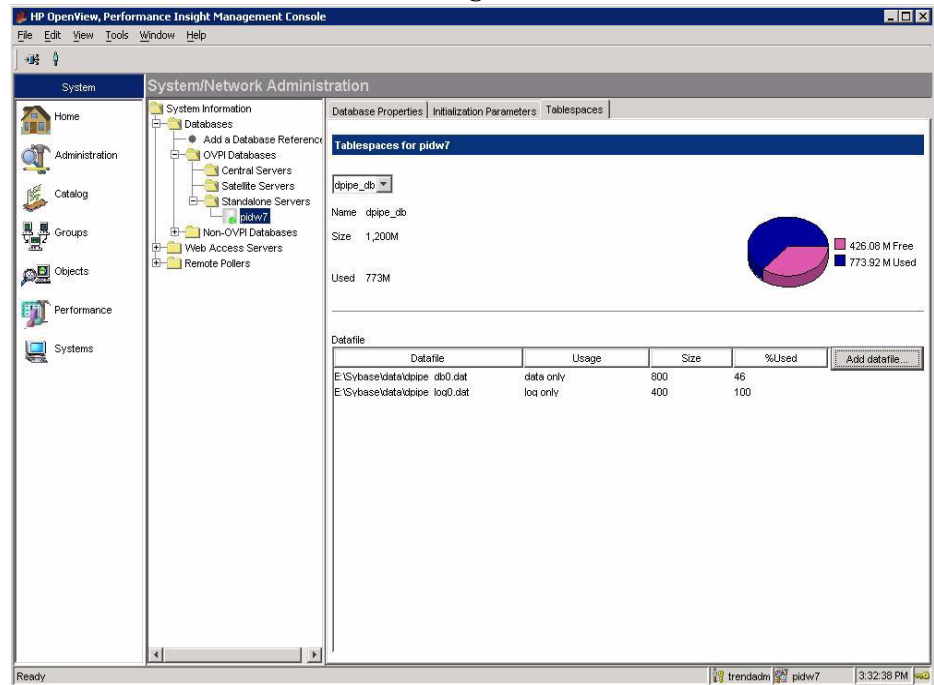 HP OpenView, Performance Insight Management Console
File Edit View Tools Window Help
System
System/Network Administration
Home
Administration
Catalog
Groups
Objects
Performance
Systems
System Information
Databases
Add a Database Reference
OVPI Databases
Central Servers
Satellite Servers
Standalone Servers
pidw7
Non-OVPI Databases
Web Access Servers
Remote Pollers
Database Properties Initialization Parameters Tablespaces
Tablespaces for pidw7
dpipe_db
Name dpipe_db
Size 1,200M
Used 773M
426.08 M Free
773.92 M Used
Datafile
Datafile Usage Size %Used Add datafile...
E:\Sybase\data\dpipe_db0.dat data only 800 46
E:\Sybase\data\dpipe_log0.dat log only 400 100
Ready trendadm pidw7 3:32:38 PM